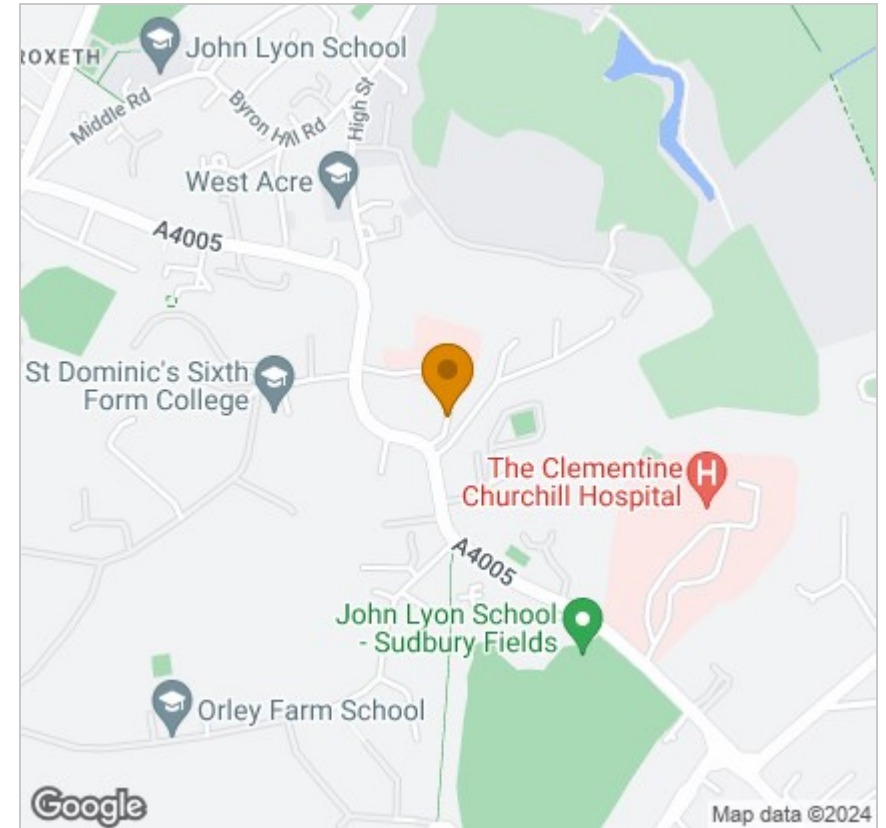 ROXETH
John Lyon School
Middle Rd
Byron Hill Rd
High St
West Acre
A4005
St Dominic's Sixth
Form College
The Clementine
Churchill Hospital
H
A4005
John Lyon School
- Sudbury Fields
Orley Farm School
Google
Map data ©2024